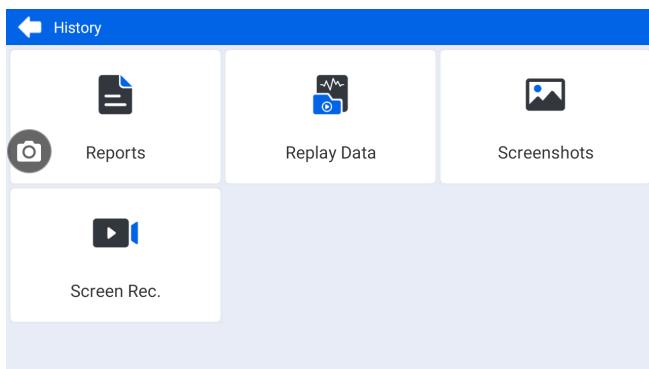 History
Reports
Replay Data
Screenshots
Screen Rec.